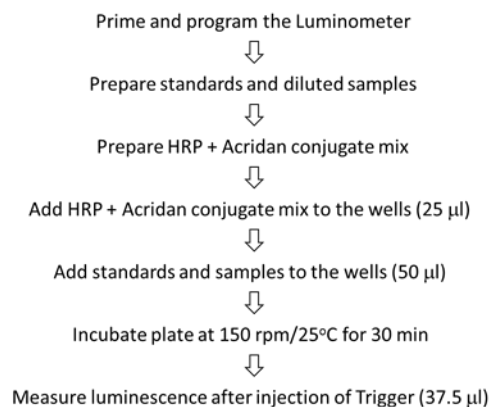 Prime and program the Luminometer
Prepare standards and diluted samples
Prepare HRP + Acridan conjugate mix
Add HRP + Acridan conjugate mix to the wells (25 µl)
Add standards and samples to the wells (50 µl)
Incubate plate at 150 rpm/25°C for 30 min
Measure luminescence after injection of Trigger (37.5 µl)